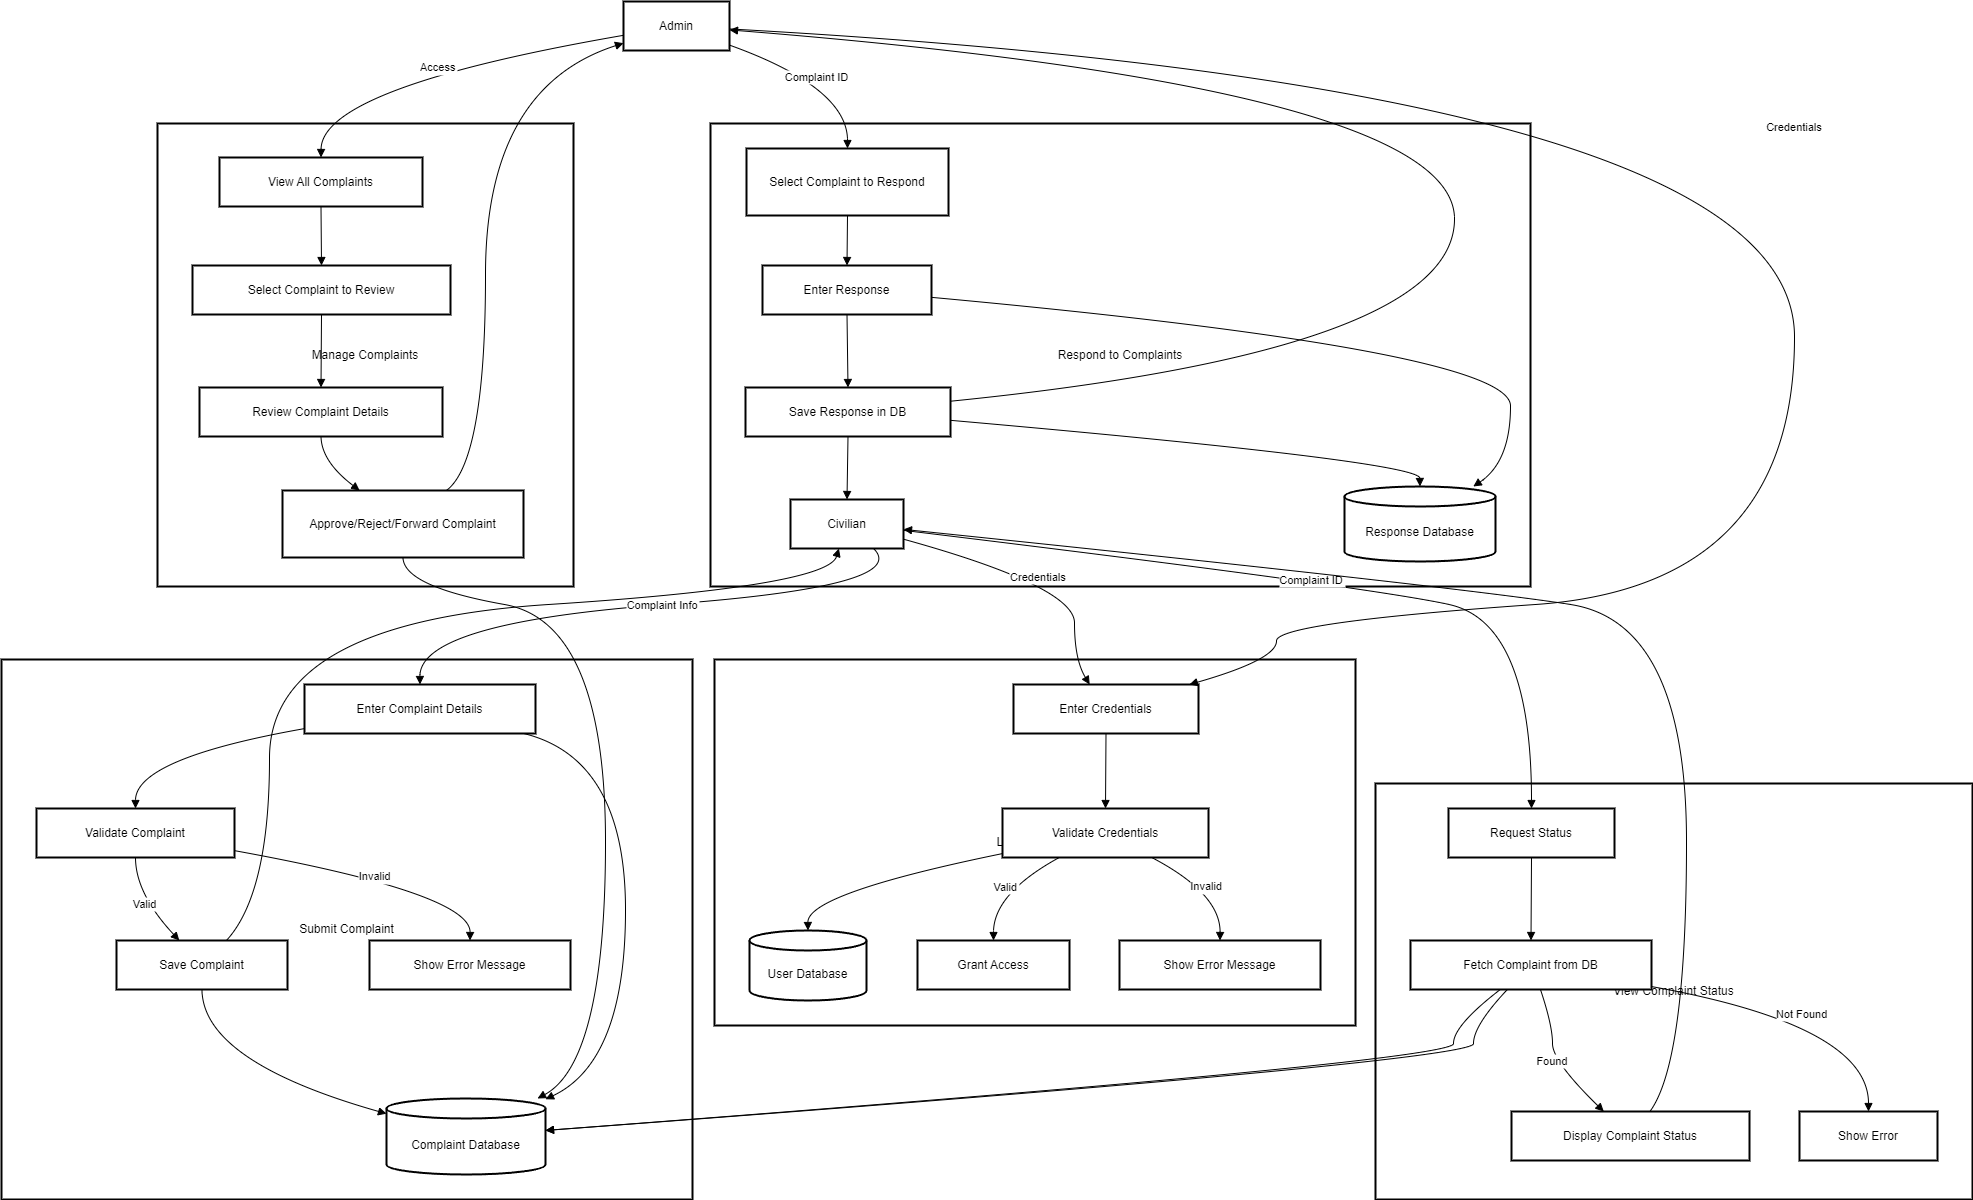 Admin
Access
Complaint ID
Credentials
View All Complaints
Select Complaint to Respond
Select Complaint to Review
Enter Response
Manage Complaints
Respond to Complaints
Review Complaint Details
Save Response in DB
Approve/Reject/Forward Complaint
Civilian
Response Database
Credentials
Complaint ID
Complaint Info
Enter Complaint Details
Enter Credentials
Validate Complaint
Validate Credentials
Request Status
L
Invalid
Valid
Invalid
Valid
Submit Complaint
Save Complaint
Show Error Message
User Database
Grant Access
Show Error Message
Fetch Complaint from DB
View Complaint Status
Not Found
Found
Complaint Database
Display Complaint Status
Show Error